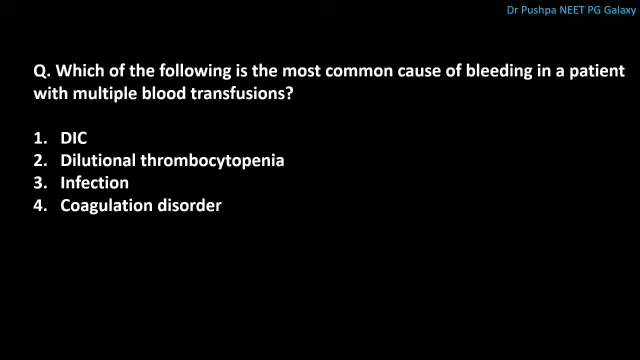 Dr Pushpa NEET PG Galaxy
Q. Which of the following is the most common cause of bleeding in a patient
with multiple blood transfusions?
1. DIC
2. Dilutional thrombocytopenia
3. Infection
4. Coagulation disorder